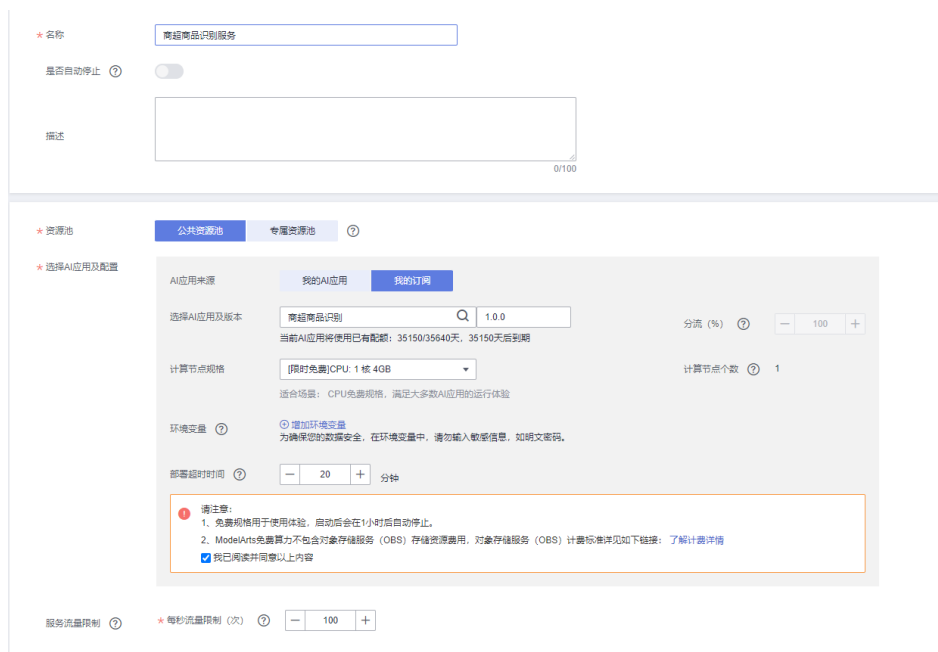 * 名称 商超商品识别服务
是否自动停止 ?
描述
0/100
* 资源池 公共资源池 专属资源池 ?
* 选择AI应用及配置
AI应用来源 我的AI应用 我的订阅
选择AI应用及版本 商超商品识别 1.0.0 分流（%） ? — 100 +
当前AI应用将使用已有配额：35150/35640天，35150天后到期
计算节点规格 [限时免费]CPU: 1 核 4GB 计算节点个数 ? 1
适合场景： CPU免费规格，满足大多数AI应用的运行体验
环境变量 ? 增加环境变量
为确保您的数据安全，在环境变量中，请勿输入敏感信息，如明文密码。
部署超时时间 ? — 20 + 分钟
请注意：
1、免费规格用于使用体验，启动后会在1小时后自动停止。
2、ModelArts免费算力不包含对象存储服务（OBS）存储资源费用，对象存储服务（OBS）计费标准详见如下链接： 了解计费详情
我已阅读并同意以上内容
服务流量限制 ? * 每秒流量限制（次） ? — 100 +